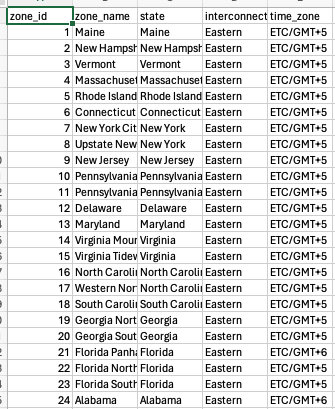 zone_id zone_name state interconnect time_zone
1 Maine Maine Eastern ETC/GMT+5
2 New Hampsh New Hampsh Eastern ETC/GMT+5
3 Vermont Vermont Eastern ETC/GMT+5
4 Massachuset Massachuset Eastern ETC/GMT+5
5 Rhode Island Rhode Island Eastern ETC/GMT+5
6 Connecticut Connecticut Eastern ETC/GMT+5
7 New York Cit New York Eastern ETC/GMT+5
8 Upstate New New York Eastern ETC/GMT+5
9 New Jersey New Jersey Eastern ETC/GMT+5
10 Pennsylvania Pennsylvania Eastern ETC/GMT+5
11 Pennsylvania Pennsylvania Eastern ETC/GMT+5
12 Delaware Delaware Eastern ETC/GMT+5
13 Maryland Maryland Eastern ETC/GMT+5
14 Virginia Mour Virginia Eastern ETC/GMT+5
15 Virginia Tidev Virginia Eastern ETC/GMT+5
16 North Carolin North Carolin Eastern ETC/GMT+5
17 Western Nor North Carolin Eastern ETC/GMT+5
18 South Carolin South Carolin Eastern ETC/GMT+5
19 Georgia Nort Georgia Eastern ETC/GMT+5
20 Georgia Sout Georgia Eastern ETC/GMT+5
21 Florida Panha Florida Eastern ETC/GMT+6
22 Florida North Florida Eastern ETC/GMT+5
23 Florida South Florida Eastern ETC/GMT+5
24 Alabama Alabama Eastern ETC/GMT+6